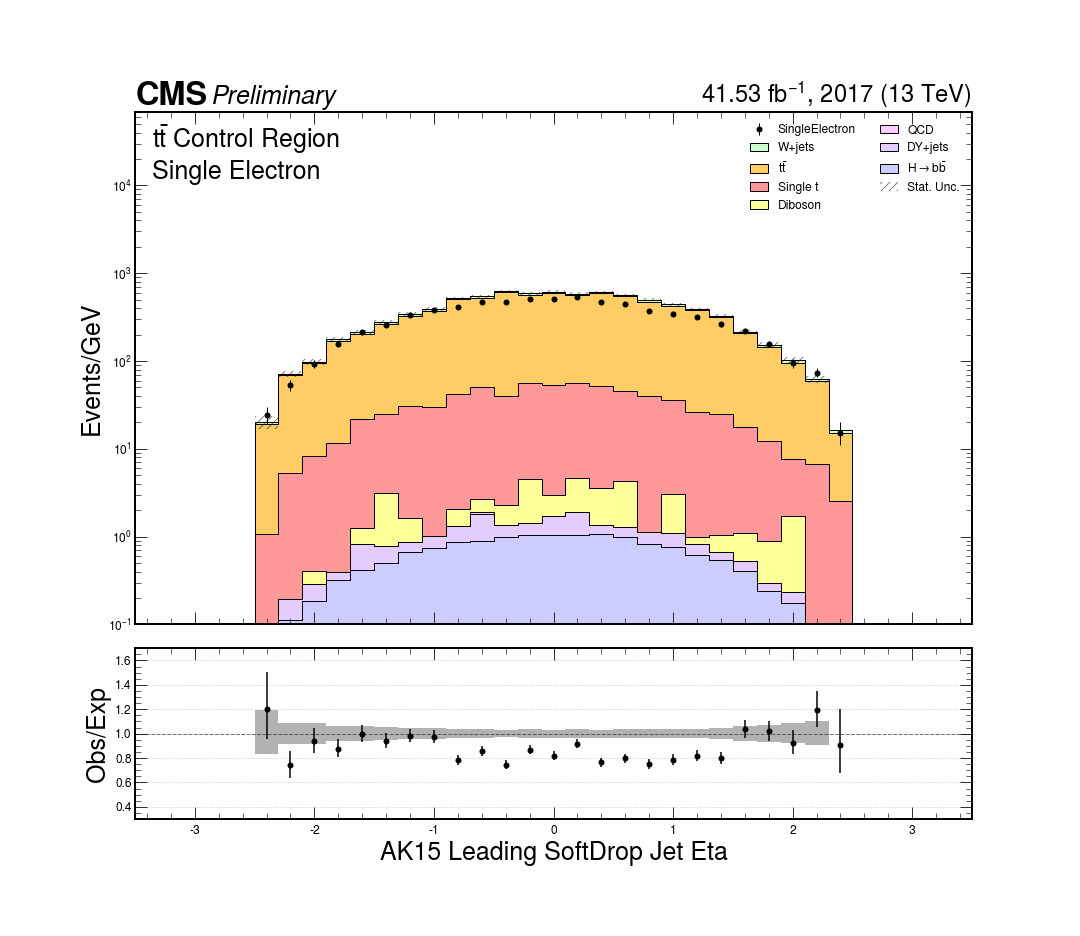 CMS Preliminary
41.53 fb⁻¹, 2017 (13 TeV)
tt̄ Control Region
Single Electron
SingleElectron
W+jets
tt̄
Single t
Diboson
QCD
DY+jets
H→bb̄
Stat. Unc.
Events/GeV
10⁴
10³
10²
10¹
10⁰
10⁻¹
Obs/Exp
1.6
1.4
1.2
1.0
0.8
0.6
0.4
-3 -2 -1 0 1 2 3
AK15 Leading SoftDrop Jet Eta